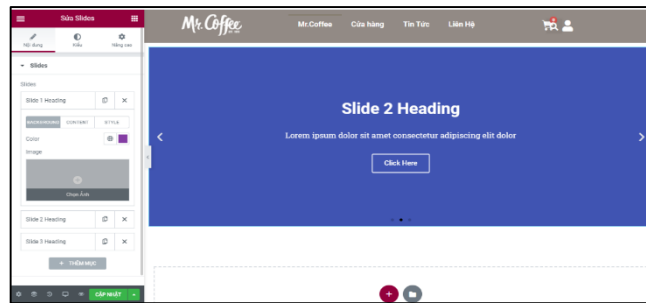 Sửa Slides
Nội dung
Kiểu
Nâng cao
Slides
Slides
Slide 1 Heading
BACKGROUND
CONTENT
STYLE
Color
Image
Chọn Ảnh
Slide 2 Heading
Slide 3 Heading
+ THÊM MỤC
CẬP NHẬT
Mr. Coffee
Mr.Coffee
Cửa hàng
Tin Tức
Liên Hệ
Slide 2 Heading
Lorem ipsum dolor sit amet consectetur adipiscing elit dolor
Click Here